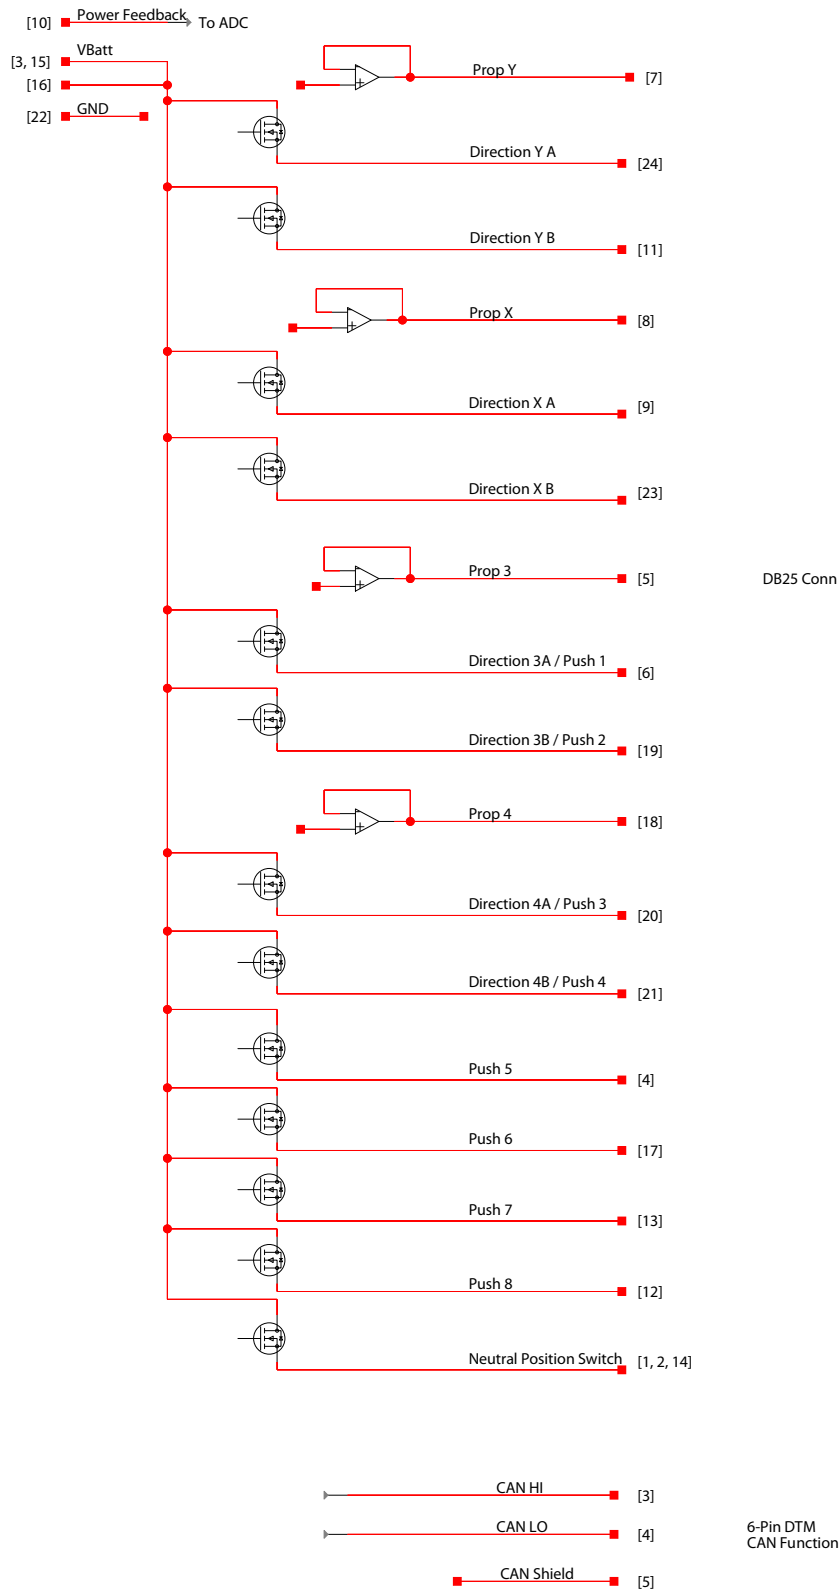 [10] Power Feedback To ADC
[3, 15] VBatt
[16]
[22] GND
Prop Y [7]
Direction Y A [24]
Direction Y B [11]
Prop X [8]
Direction X A [9]
Direction X B [23]
Prop 3 [5] DB25 Conn
Direction 3A / Push 1 [6]
Direction 3B / Push 2 [19]
Prop 4 [18]
Direction 4A / Push 3 [20]
Direction 4B / Push 4 [21]
Push 5 [4]
Push 6 [17]
Push 7 [13]
Push 8 [12]
Neutral Position Switch [1, 2, 14]
CAN HI [3]
CAN LO [4]
6-Pin DTM
CAN Function
CAN Shield [5]